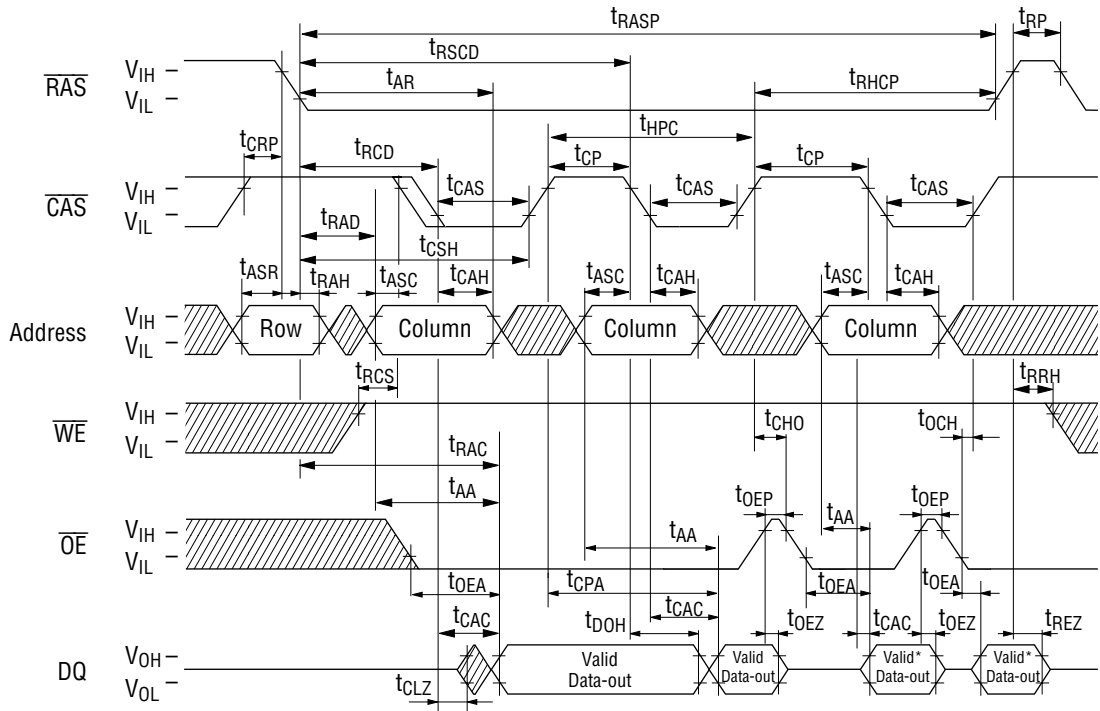 tRASP
tRP
tRSCD
tAR
tRHCP
RAS
VIH
VIL
tCRP
tRCD
tHPC
tCP
tCP
tCAS
tCAS
tCAS
CAS
VIH
VIL
tRAD
tCSH
tASR
tRAH
tASC
tCAH
tASC
tCAH
tASC
tCAH
Address
VIH
VIL
Row
Column
Column
Column
tRCS
tRRH
WE
VIH
VIL
tCHO
tOCH
tRAC
tAA
tOEP
tOEP
OE
VIH
VIL
tAA
tAA
tOEA
tCPA
tOEA
tOEA
tCAC
tCAC
tDOH
tOEZ
tCAC
tOEZ
tREZ
DQ
VOH
VOL
Valid
Data-out
Valid
Data-out
Valid*
Data-out
Valid*
Data-out
tCLZ